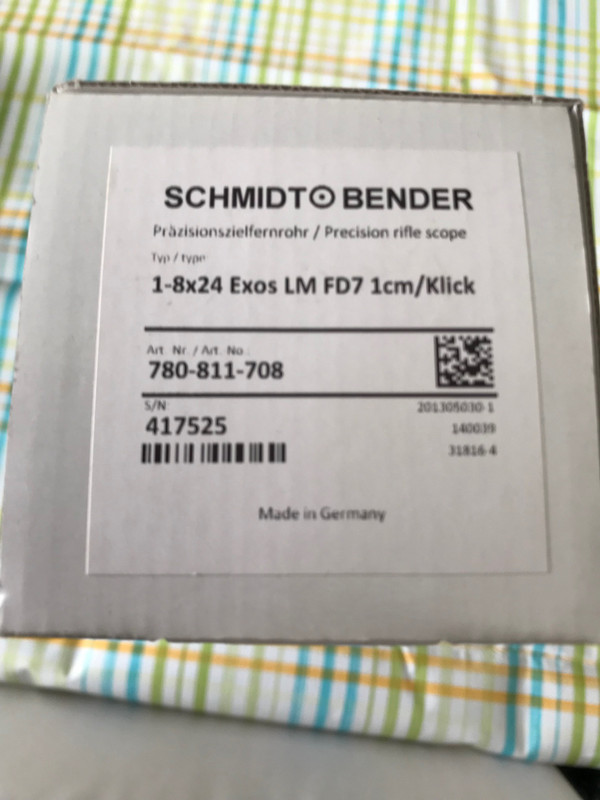 SCHMIDT BENDER
Präzisionszielfernrohr / Precision rifle scope
Typ / type
1-8x24 Exos LM FD7 1cm/Klick
Art. Nr. / Art. No.
780-811-708
S/N
417525
201305030-1
140039
31816-4
Made in Germany